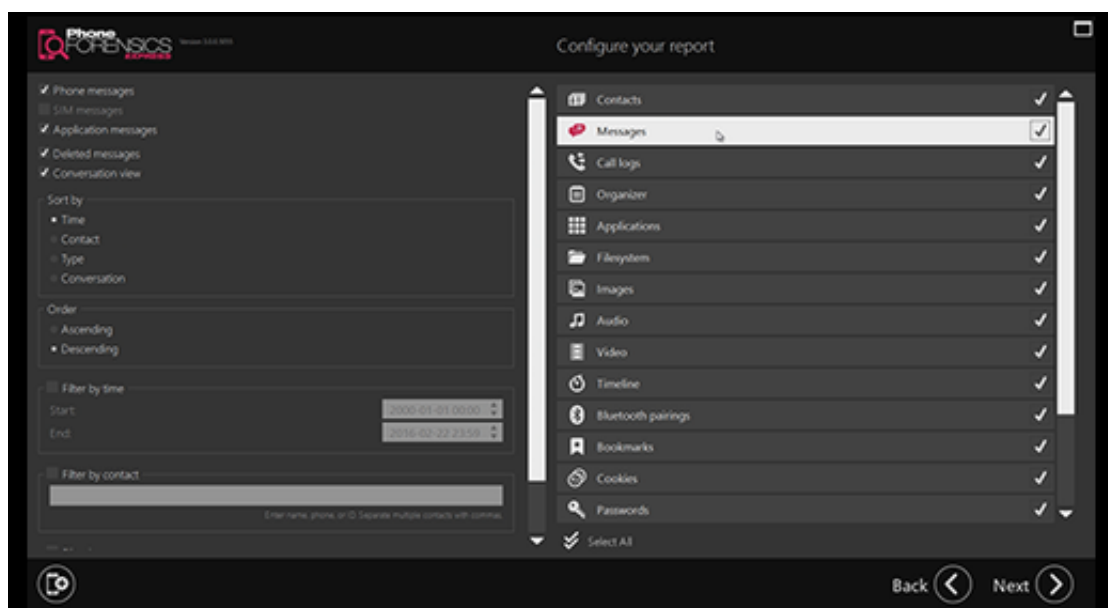 Phone
FORENSICS
EXPRESS
Configure your report
Phone messages
SIM messages
Application messages
Deleted messages
Conversation view
Sort by
Time
Contact
Type
Conversation
Order
Ascending
Descending
Filter by time
Start:
2000-01-01 00:00
End:
2016-02-22 23:59
Filter by contact
Enter name, phone, or ID. Separate multiple contacts with commas.
Contacts
Messages
Call logs
Organizer
Applications
Filesystem
Images
Audio
Video
Timeline
Bluetooth pairings
Bookmarks
Cookies
Passwords
Select All
Back
Next